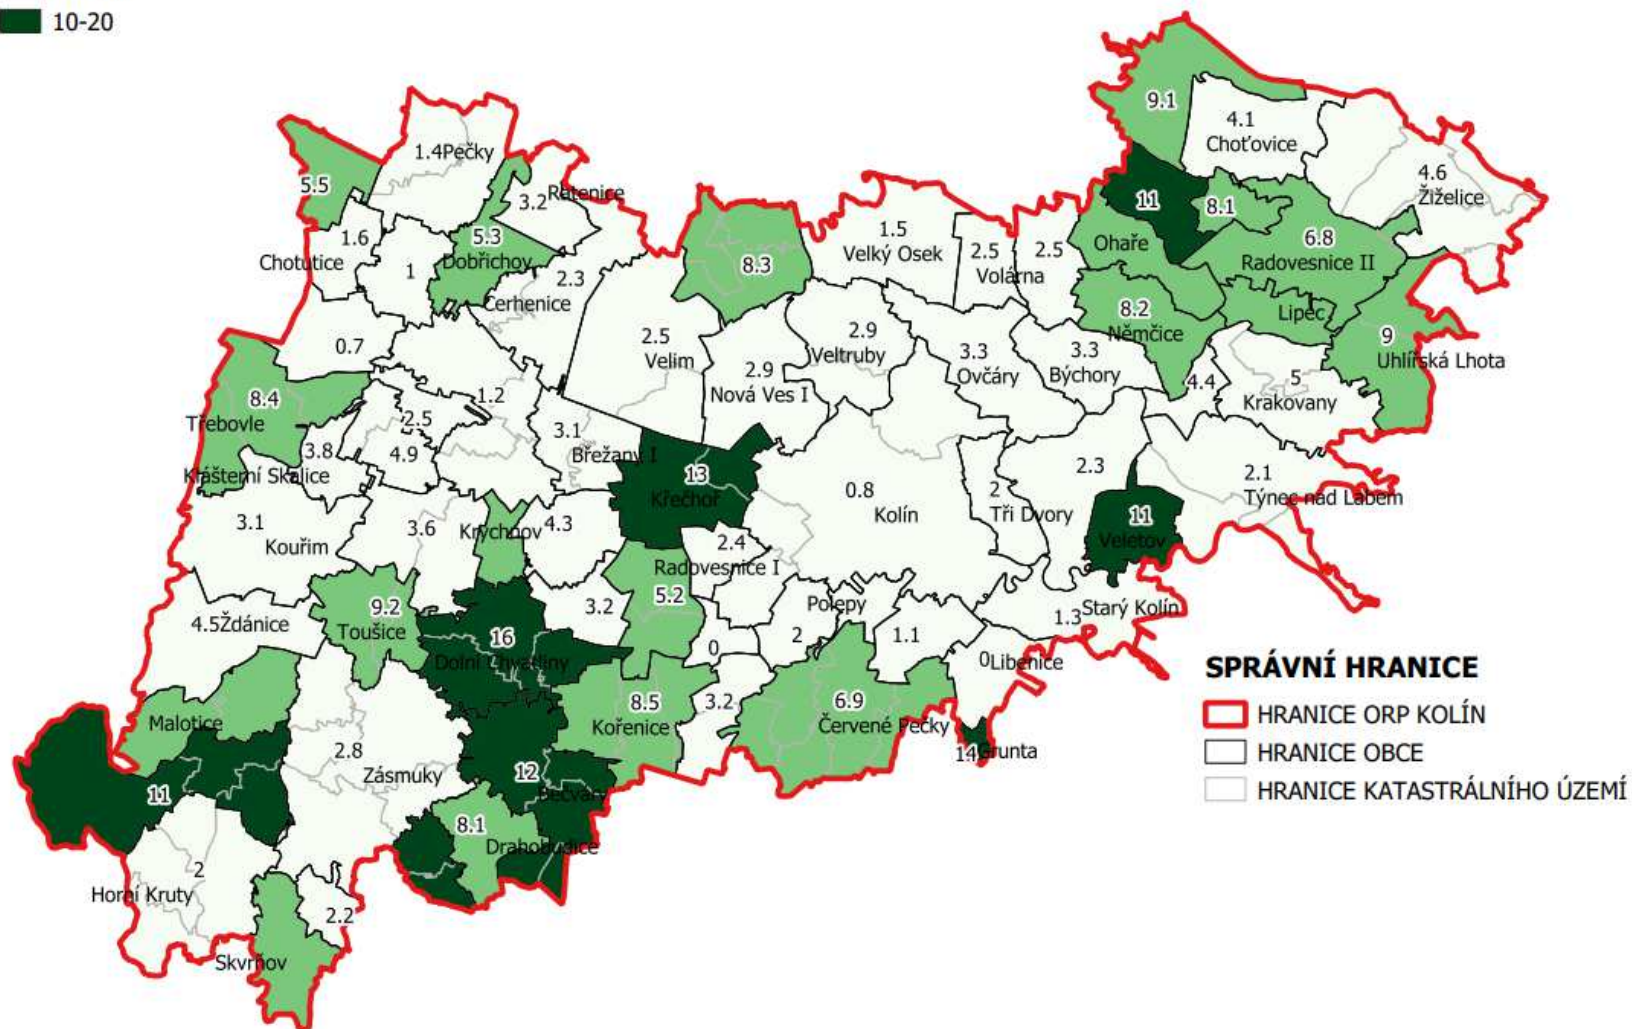 10-20
9.1
4.1
Choťovice
1.4Pečky
4.6
Žiželice
5.5
3.2
Ratenice
11
8.1
1.6
5.3
1.5
6.8
Chotutice
1
Dobřichov
8.3
Velký Osek
2.5
2.5
Ohaře
Radovesnice II
2.3
Volárna
Cerhenice
8.2
Lipec
0.7
2.5
2.9
Němčice
9
Velim
Veltruby
3.3
3.3
Uhlířská Lhota
8.4
1.2
2.9
Ovčáry
Býchory
4.4
5
Třebovle
2.5
Nová Ves I
Krakovany
3.8
4.9
3.1
Břežany I
Klášterní Skalice
13
0.8
2.3
2.1
3.1
Křečhoř
2
Týnec nad Labem
Kouřim
3.6
Krychnov
4.3
Kolín
Tři Dvory
11
2.4
Veletov
Radovesnice I
4.5Ždánice
9.2
3.2
5.2
Polepy
1.3
Starý Kolín
Toušice
16
0
2
1.1
Dolní Chvatliny
0Libenice
SPRÁVNÍ HRANICE
Malotice
8.5
3.2
6.9
HRANICE ORP KOLÍN
Kořenice
Červené Pečky
2.8
14
Grunta
HRANICE OBCE
Zásmuky
12
11
Bečváry
HRANICE KATASTRÁLNÍHO ÚZEMÍ
8.1
Drahobudice
2
Horní Kruty
2.2
Skvrňov